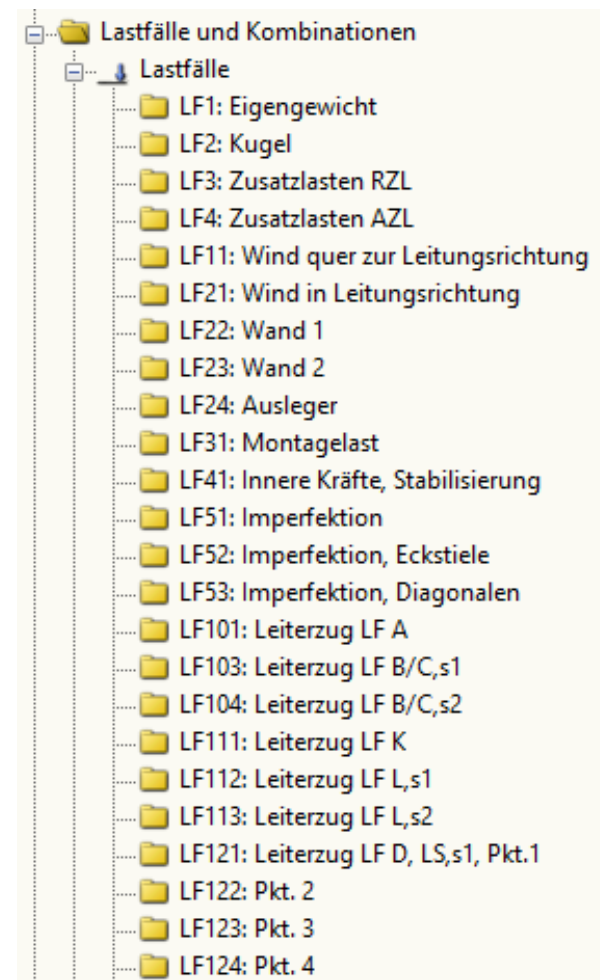 Lastfälle und Kombinationen
Lastfälle
LF1: Eigengewicht
LF2: Kugel
LF3: Zusatzlasten RZL
LF4: Zusatzlasten AZL
LF11: Wind quer zur Leitungsrichtung
LF21: Wind in Leitungsrichtung
LF22: Wand 1
LF23: Wand 2
LF24: Ausleger
LF31: Montagelast
LF41: Innere Kräfte, Stabilisierung
LF51: Imperfektion
LF52: Imperfektion, Eckstiele
LF53: Imperfektion, Diagonalen
LF101: Leiterzug LF A
LF103: Leiterzug LF B/C,s1
LF104: Leiterzug LF B/C,s2
LF111: Leiterzug LF K
LF112: Leiterzug LF L,s1
LF113: Leiterzug LF L,s2
LF121: Leiterzug LF D, LS,s1, Pkt.1
LF122: Pkt. 2
LF123: Pkt. 3
LF124: Pkt. 4